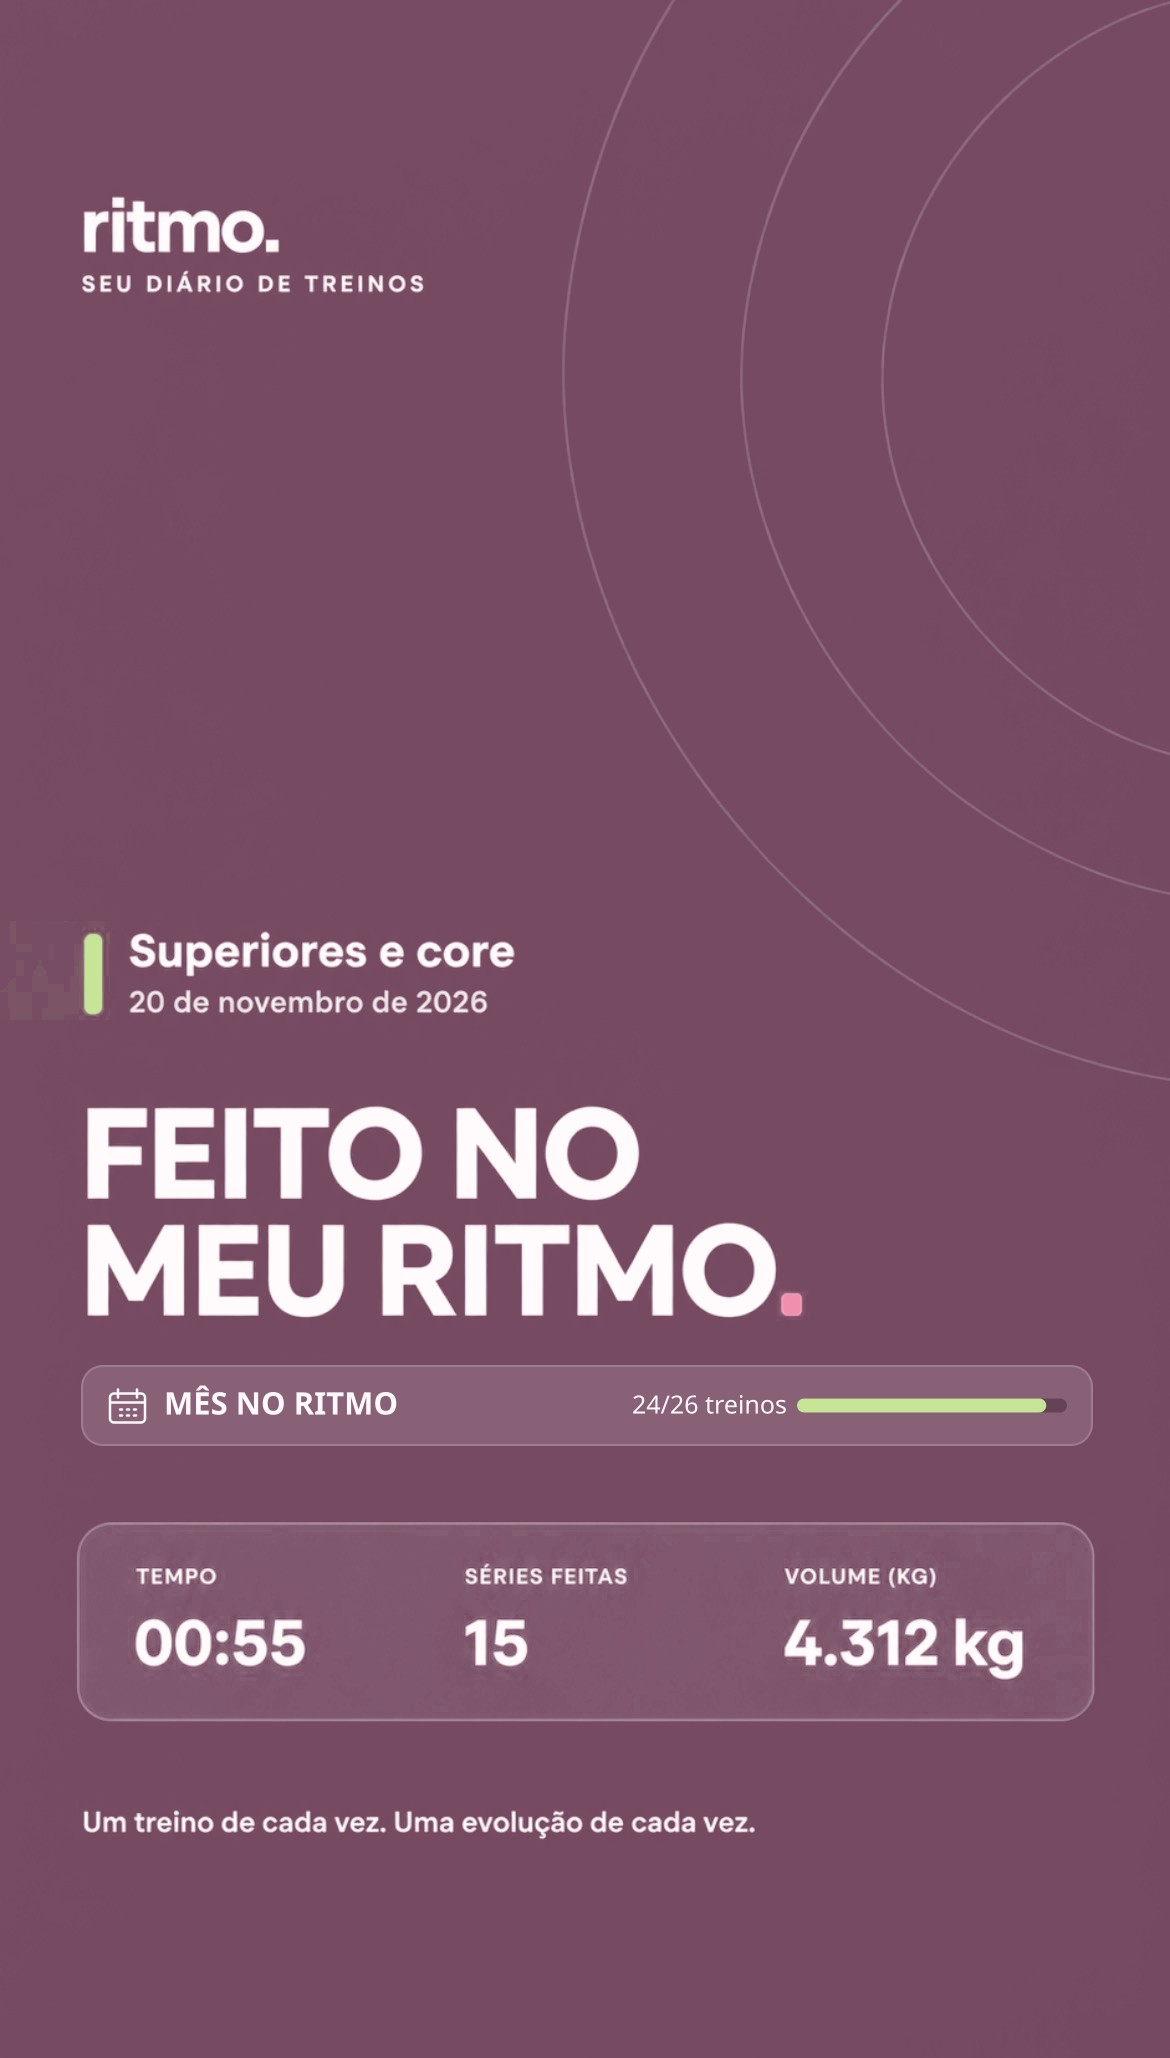 ritmo.
SEU DIÁRIO DE TREINOS
Superiores e core
20 de novembro de 2026
FEITO NO
MEU RITMO.
MÊS NO RITMO 24/26 treinos
TEMPO SÉRIES FEITAS VOLUME (KG)
00:55 15 4.312 kg
Um treino de cada vez. Uma evolução de cada vez.